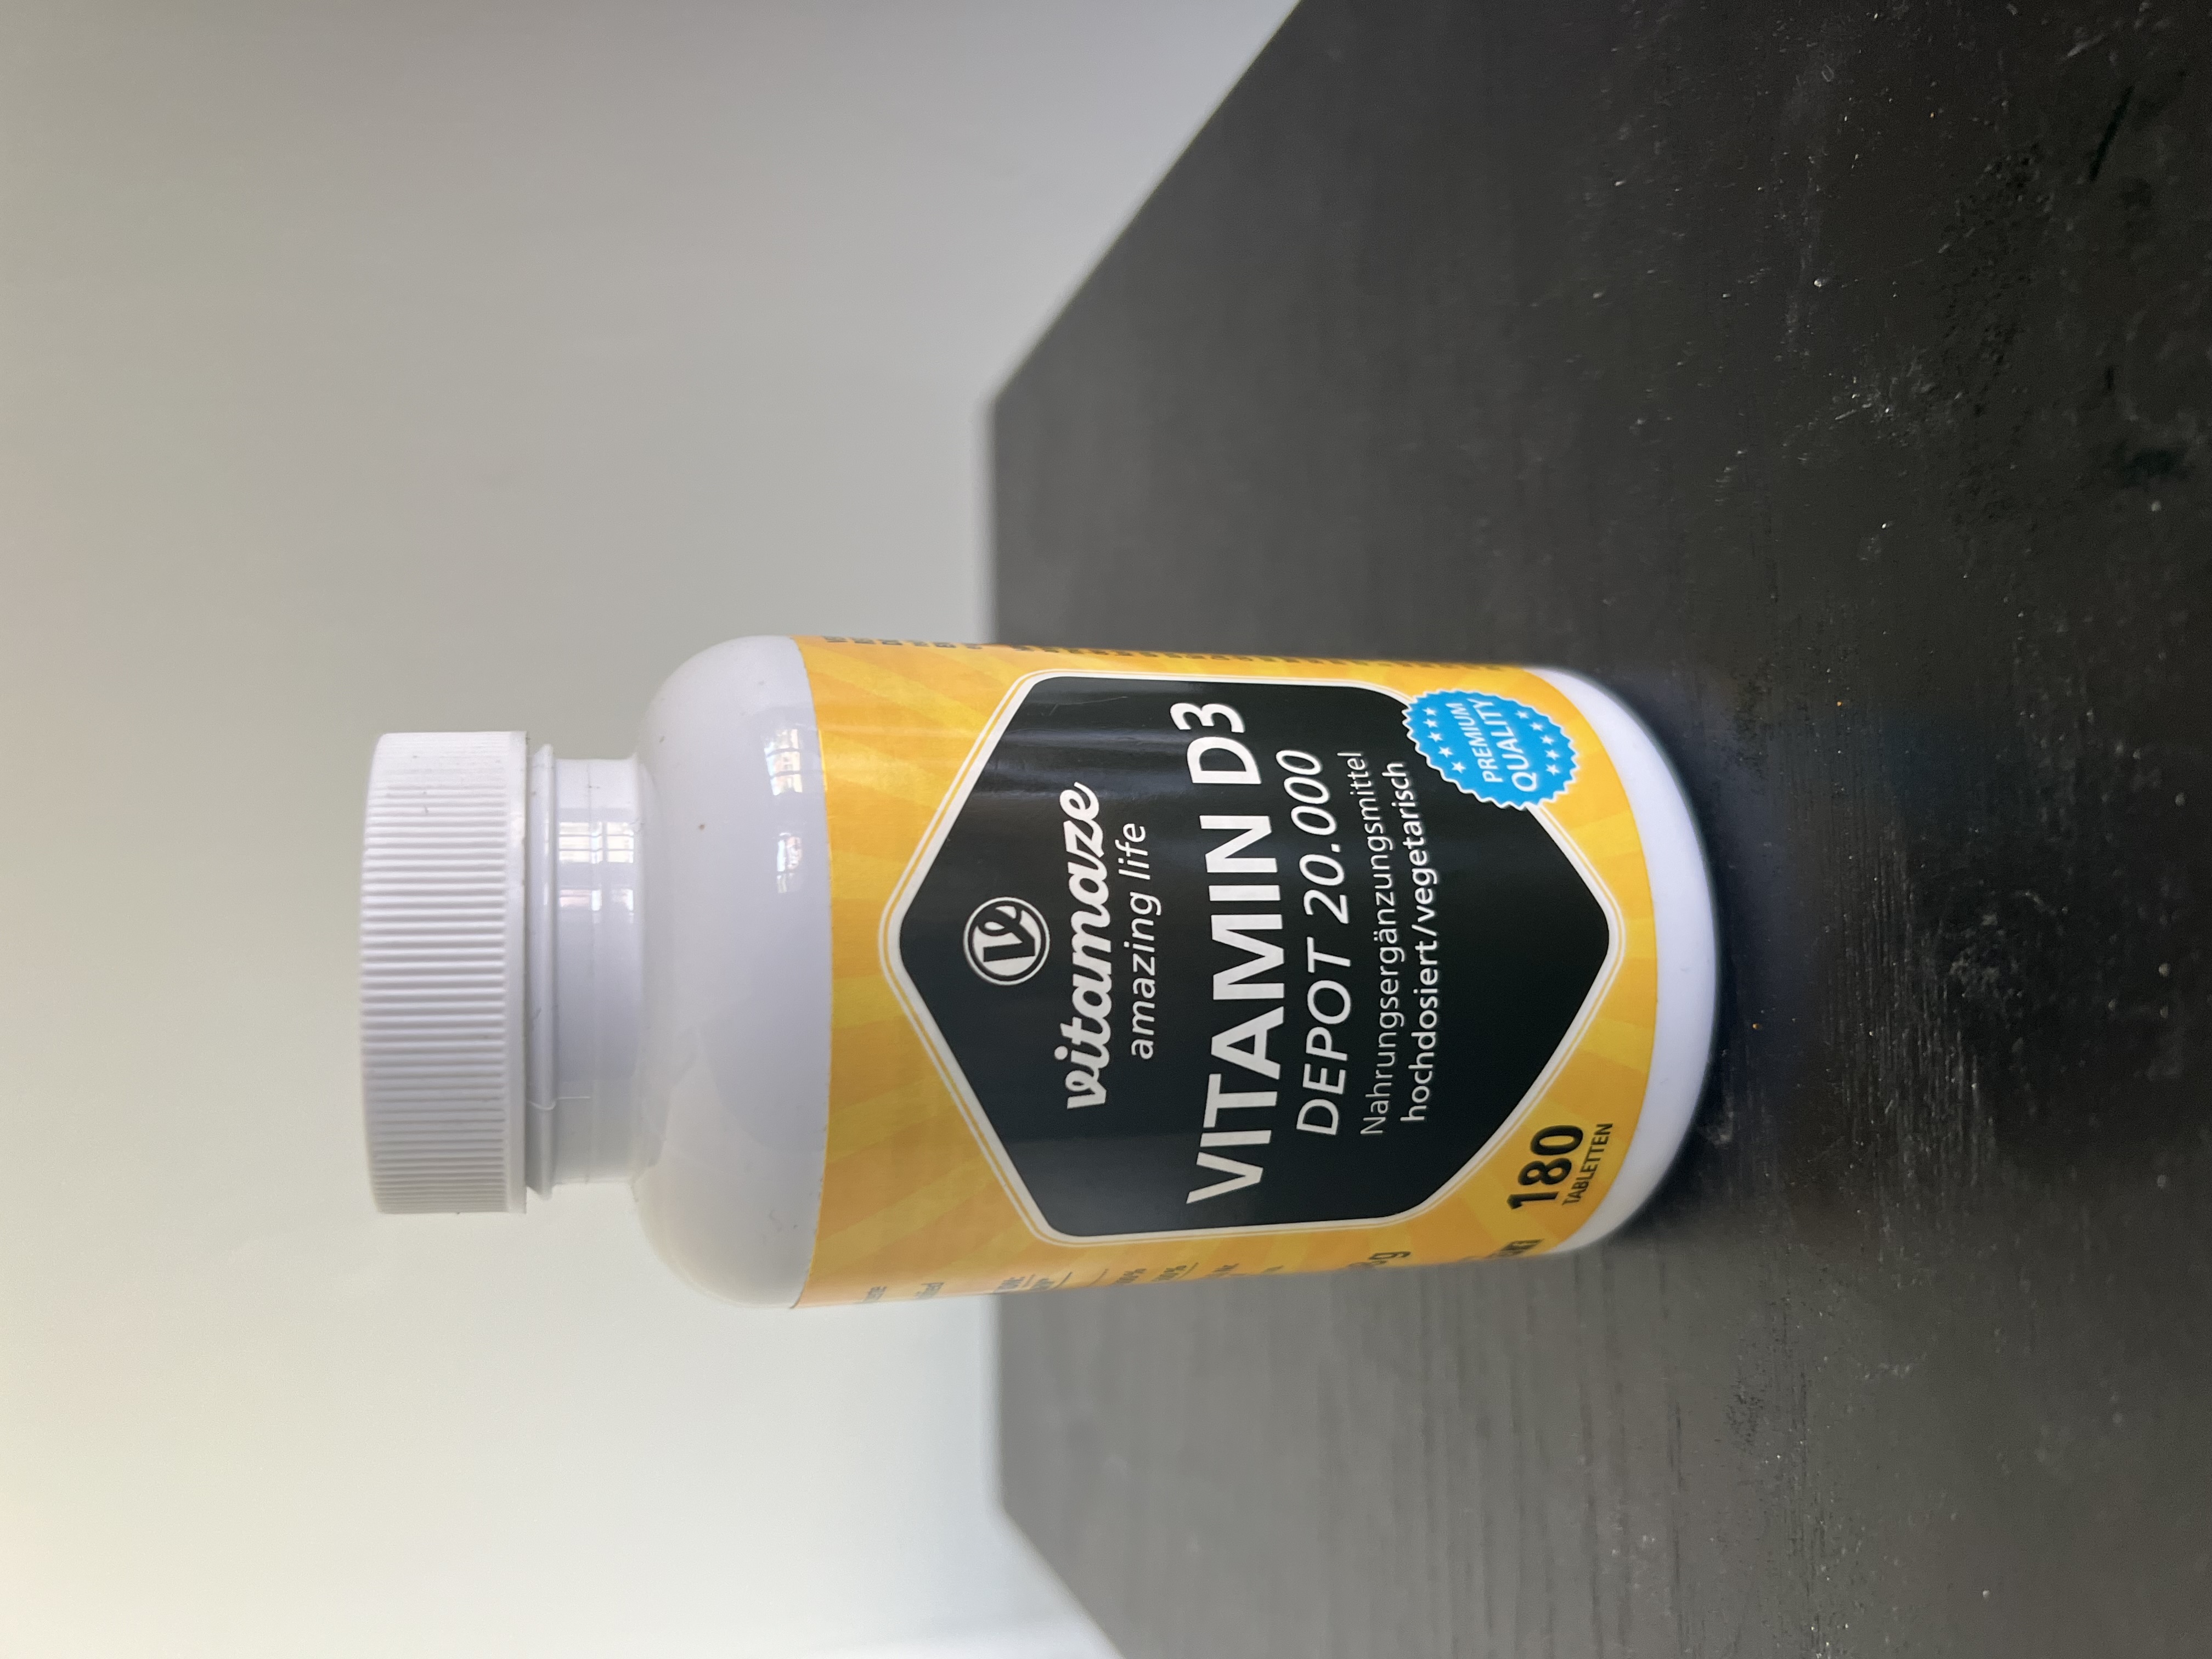 vitamaze
amazing life
VITAMIN D3
DEPOT 20.000
Nahrungsergänzungsmittel
hochdosiert/vegetarisch
PREMIUM
QUALITY
180
TABLETTEN